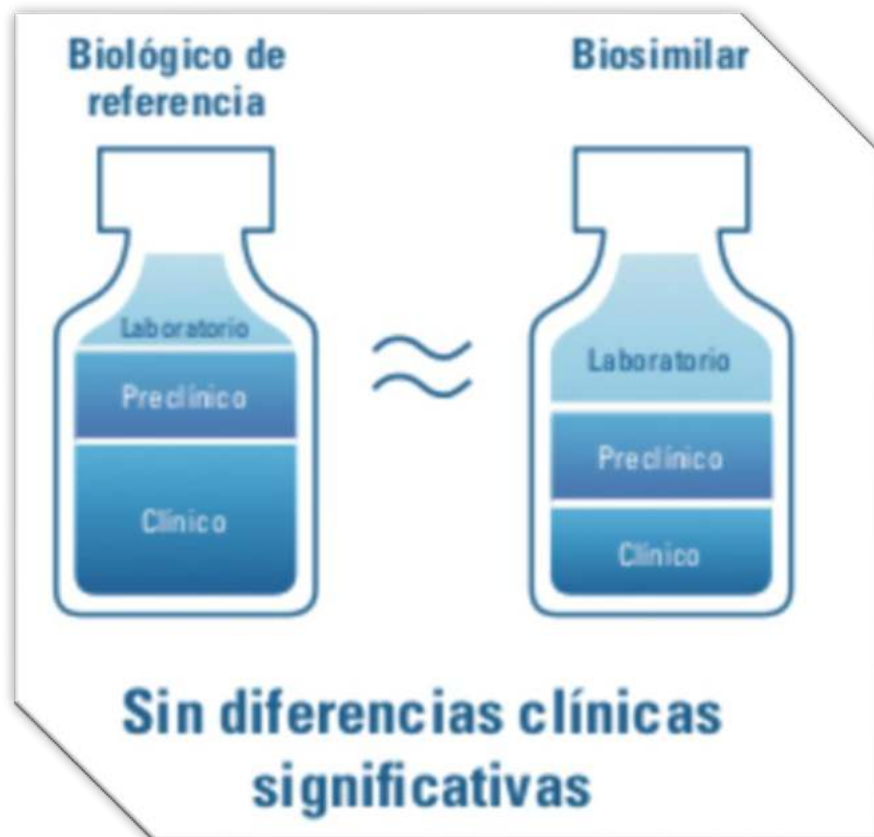 Biológico de
referencia
Biosimilar
Laboratorio
Preclínico
Clínico
Laboratorio
Preclínico
Clínico
Sin diferencias clínicas
significativas